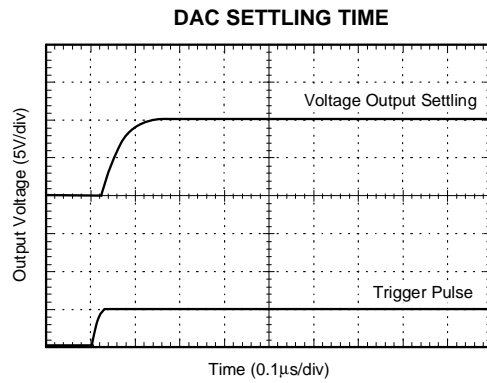 DAC SETTLING TIME
Voltage Output Settling
Output Voltage (5V/div)
Trigger Pulse
Time (0.1μs/div)